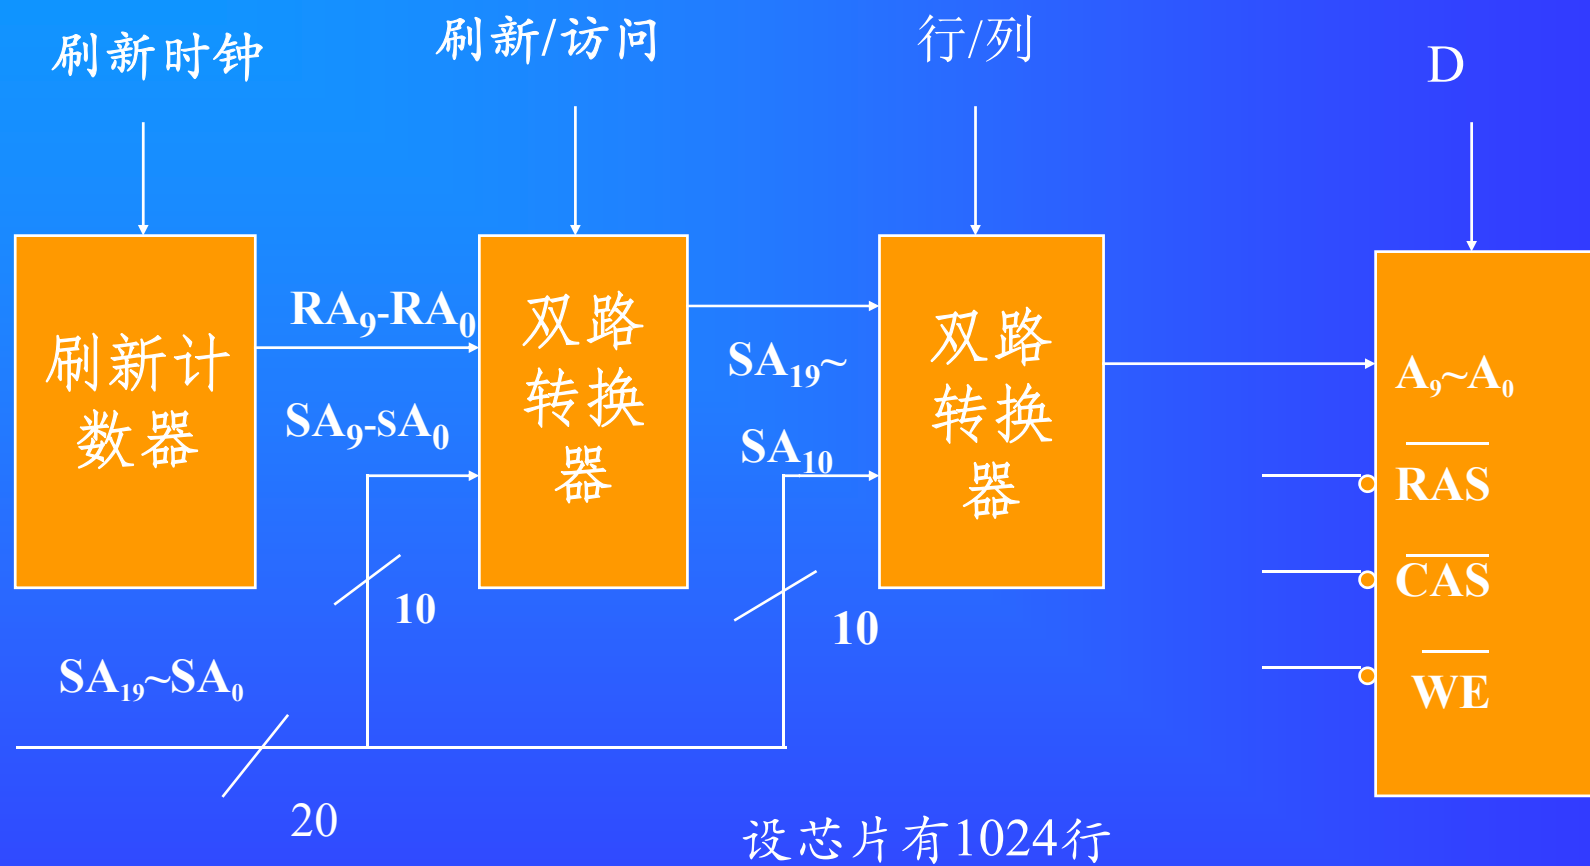 刷新时钟
刷新/访问
行/列
D
刷新计
数器
RA9-RA0
SA9-SA0
双路
转换
器
SA19~
SA10
双路
转换
器
A9~A0
RAS
CAS
WE
10
10
SA19~SA0
20
设芯片有1024行